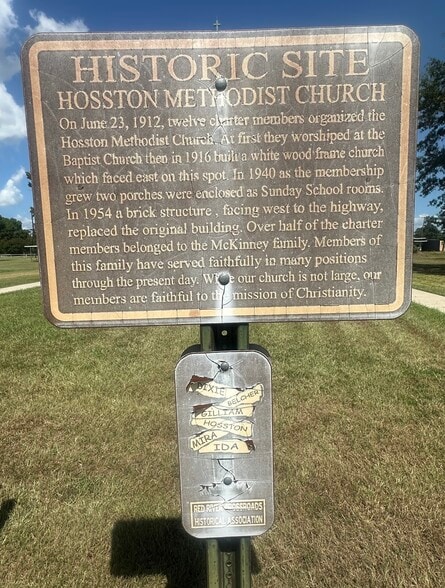 HISTORIC SITE
HOSSTON METHODIST CHURCH
On June 23, 1912, twelve charter members organized the
Hosston Methodist Church. At first they worshiped at the
Baptist Church then in 1916 built a white wood frame church
which faced east on this spot. In 1940 as the membership
grew two porches were enclosed as Sunday School rooms.
In 1954 a brick structure , facing west to the highway,
replaced the original building. Over half of the charter
members belonged to the McKinney family. Members of
this family have served faithfully in many positions
through the present day. While our church is not large, our
members are faithful to the mission of Christianity.
DIXIE
BELCHER
GILLIAM
HOSSTON
MIRA
IDA
RED RIVER CROSSROADS
HISTORICAL ASSOCIATION